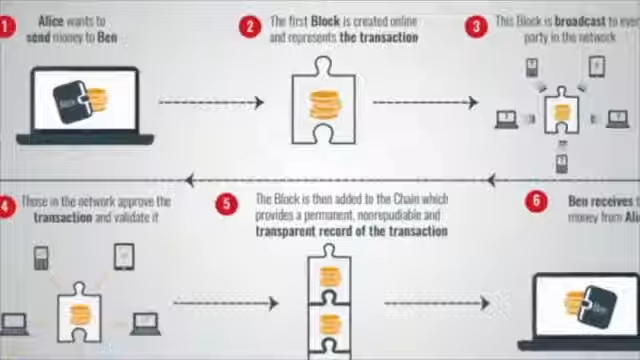 1
Alice wants to
send money to Ben
2
The first Block is created online
and represents the transaction
3
This Block is broadcast to
party in the network
Ben
4
Those in the network approve the
transaction and validate it
5
The Block is then added to the Chain which
provides a permanent, nonrepudiable and
transparent record of the transaction
6
Ben receives
money from
Ben